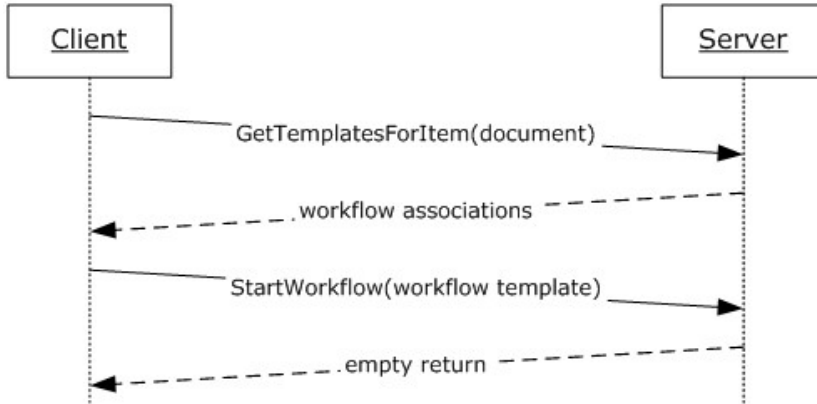 Client
Server
GetTemplatesForItem(document)
workflow associations
StartWorkflow(workflow template)
empty return